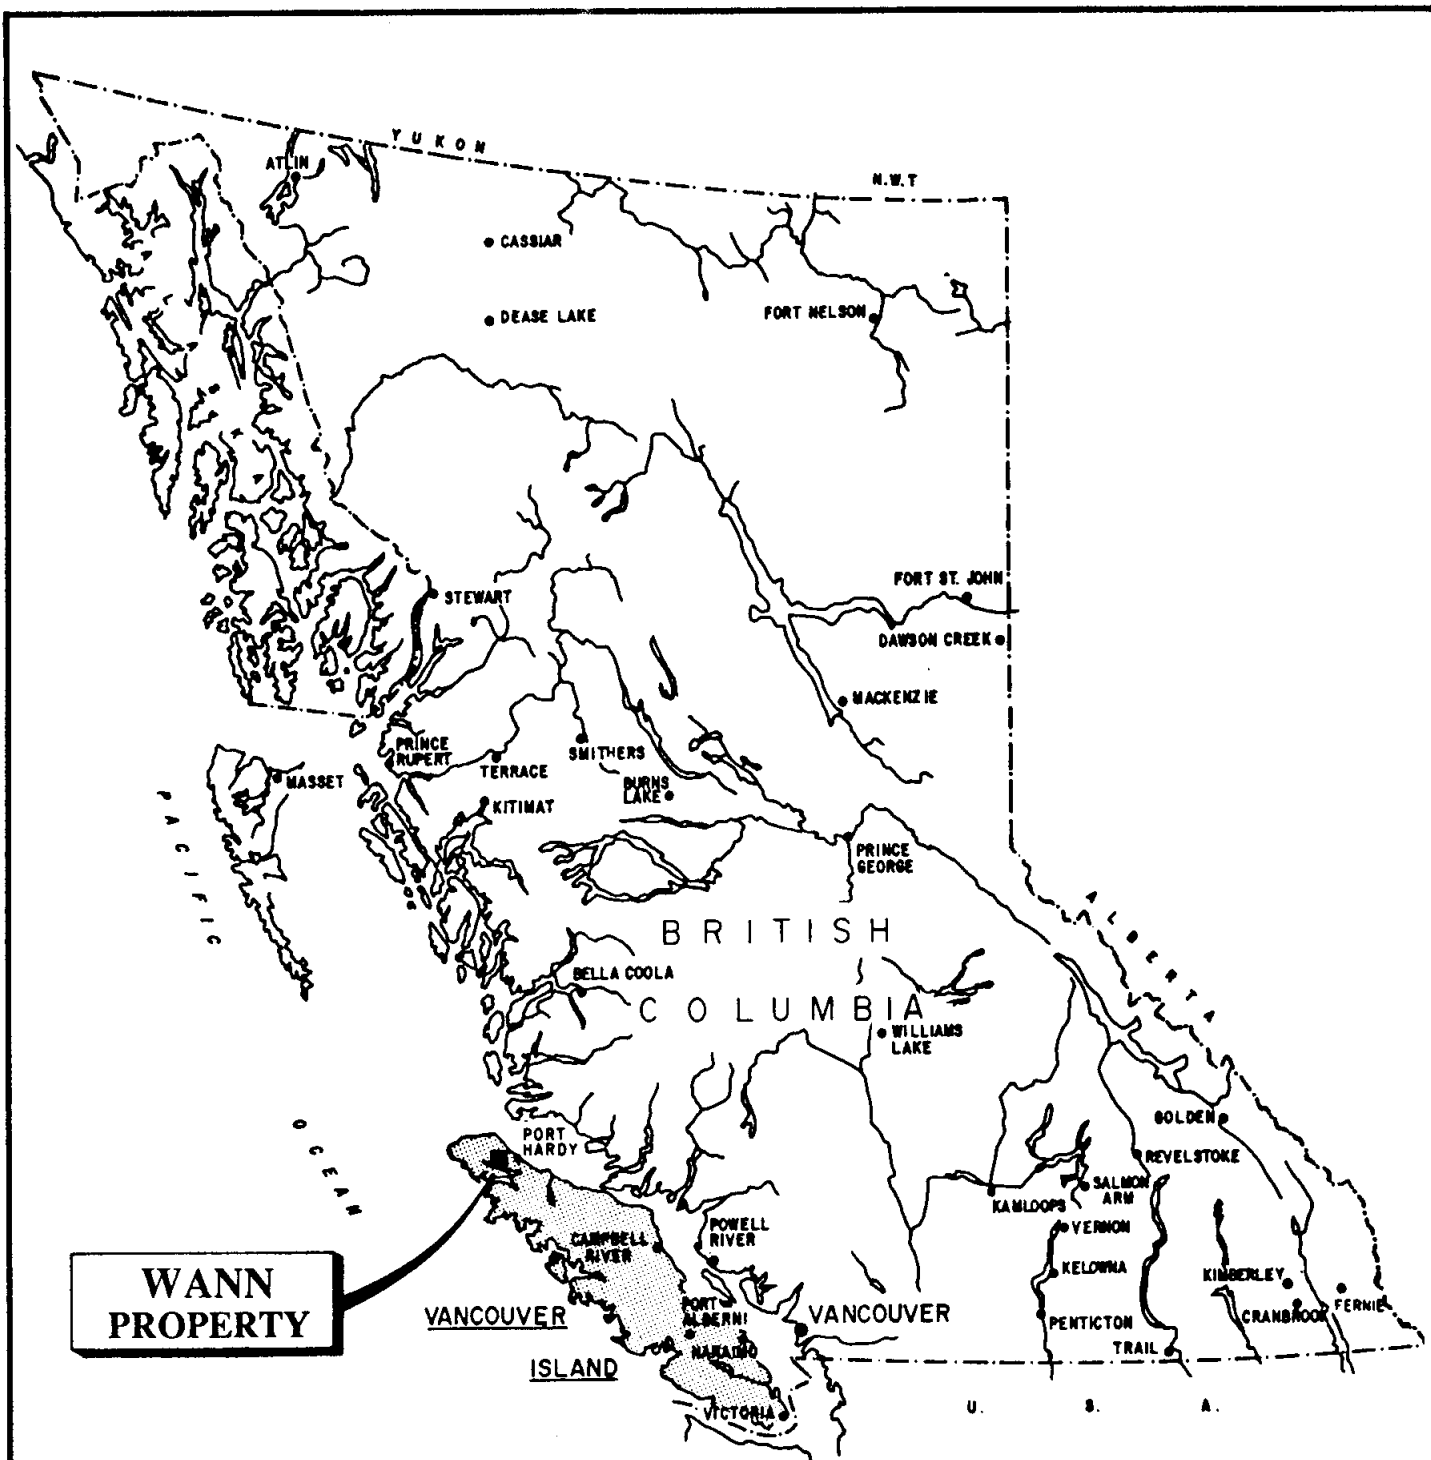 YUKON
N.W.T
ATLIN
CASSIAR
DEASE LAKE
FORT NELSON
ALASKA
STEWART
FORT ST. JOHN
DAWSON CREEK
MACKENZIE
PRINCE
RUPERT
TERRACE
SMITHERS
MASSET
KITIMAT
BURNS
LAKE
PRINCE
GEORGE
PACIFIC
OCEAN
BRITISH
COLUMBIA
ALBERTA
BELLA COOLA
WILLIAMS
LAKE
PORT
HARDY
GOLDEN
REVELSTOKE
SALMON
ARM
KAMLOOPS
VERNON
KELOWNA
PENTICTON
TRAIL
KIMBERLEY
CRANBROOK
FERNIE
CAMPBELL
RIVER
POWELL
RIVER
PORT
ALBERNI
NANAIMO
VANCOUVER
VICTORIA
VANCOUVER
ISLAND
WANN
PROPERTY
U. S. A.